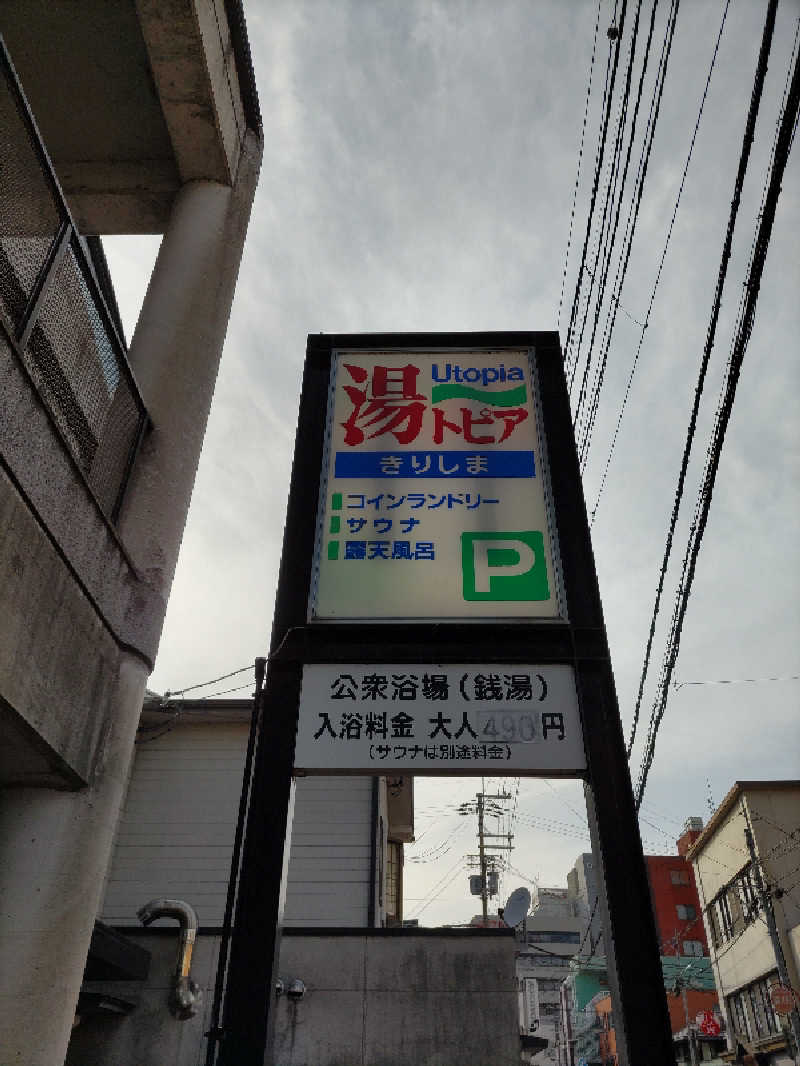 湯 Utopia
トピア
きりしま
コインランドリー
サウナ
露天風呂
P
公衆浴場(銭湯)
入浴料金 大人490円
(サウナは別途料金)